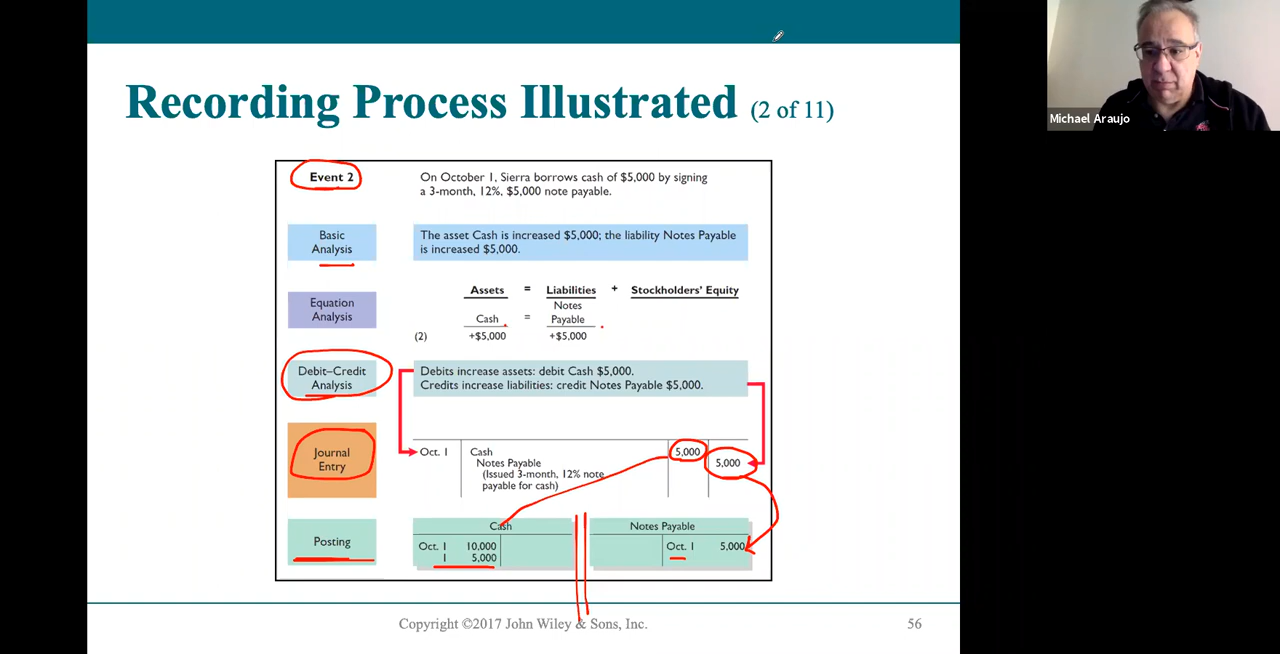 Recording Process Illustrated (2 of 11)
Michael Araujo
Event 2
On October 1, Sierra borrows cash of $5,000 by signing
a 3-month, 12%, $5,000 note payable.
Basic
Analysis
The asset Cash is increased $5,000; the liability Notes Payable
is increased $5,000.
Equation
Analysis
Assets = Liabilities + Stockholders' Equity
Notes
Cash = Payable
(2) +$5,000 +$5,000
Debit–Credit
Analysis
Debits increase assets: debit Cash $5,000.
Credits increase liabilities: credit Notes Payable $5,000.
Journal
Entry
Oct. 1 Cash 5,000
Notes Payable 5,000
(Issued 3-month, 12% note
payable for cash)
Posting
Cash
Oct. 1 10,000
1 5,000
Notes Payable
Oct. 1 5,000
Copyright ©2017 John Wiley & Sons, Inc.
56